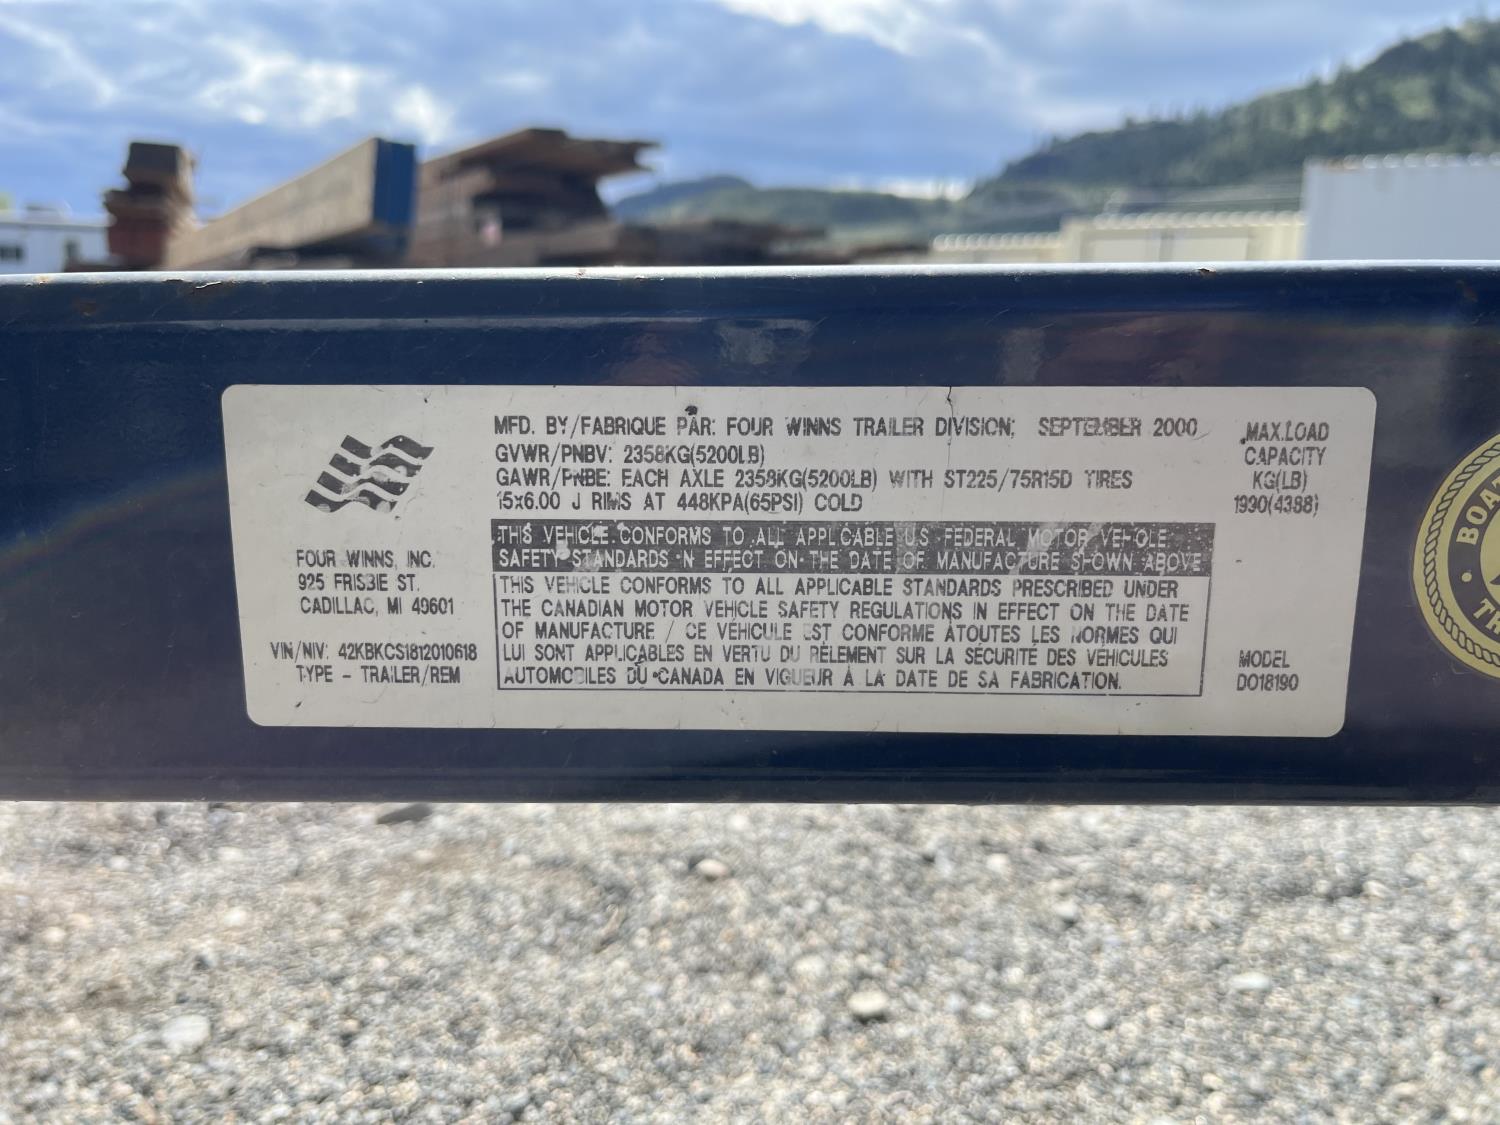 MFD. BY/FABRIQUE PAR: FOUR WINNS TRAILER DIVISION; SEPTEMBER 2000
GVWR/PNBV: 2358KG(5200LB)
GAWR/PNBE: EACH AXLE 2358KG(5200LB) WITH ST225/75R15D TIRES
15x6.00 J RIMS AT 448KPA(65PSI) COLD
MAX.LOAD
CAPACITY
KG(LB)
1990(4388)
THIS VEHICLE CONFORMS TO ALL APPLICABLE U.S FEDERAL MOTOR VEHICLE
SAFETY STANDARDS IN EFFECT ON THE DATE OF MANUFACTURE SHOWN ABOVE
THIS VEHICLE CONFORMS TO ALL APPLICABLE STANDARDS PRESCRIBED UNDER
THE CANADIAN MOTOR VEHICLE SAFETY REGULATIONS IN EFFECT ON THE DATE
OF MANUFACTURE / CE VEHICULE EST CONFORME ATOUTES LES NORMES QUI
LUI SONT APPLICABLES EN VERTU DU RELEMENT SUR LA SECURITE DES VEHICULES
AUTOMOBILES DU CANADA EN VIGUEUR A LA DATE DE SA FABRICATION.
FOUR WINNS, INC.
925 FRISBIE ST.
CADILLAC, MI 49601
VIN/NIV: 42KBKCS1812010618
TYPE - TRAILER/REM
MODEL
DO18190
BOAT
TR